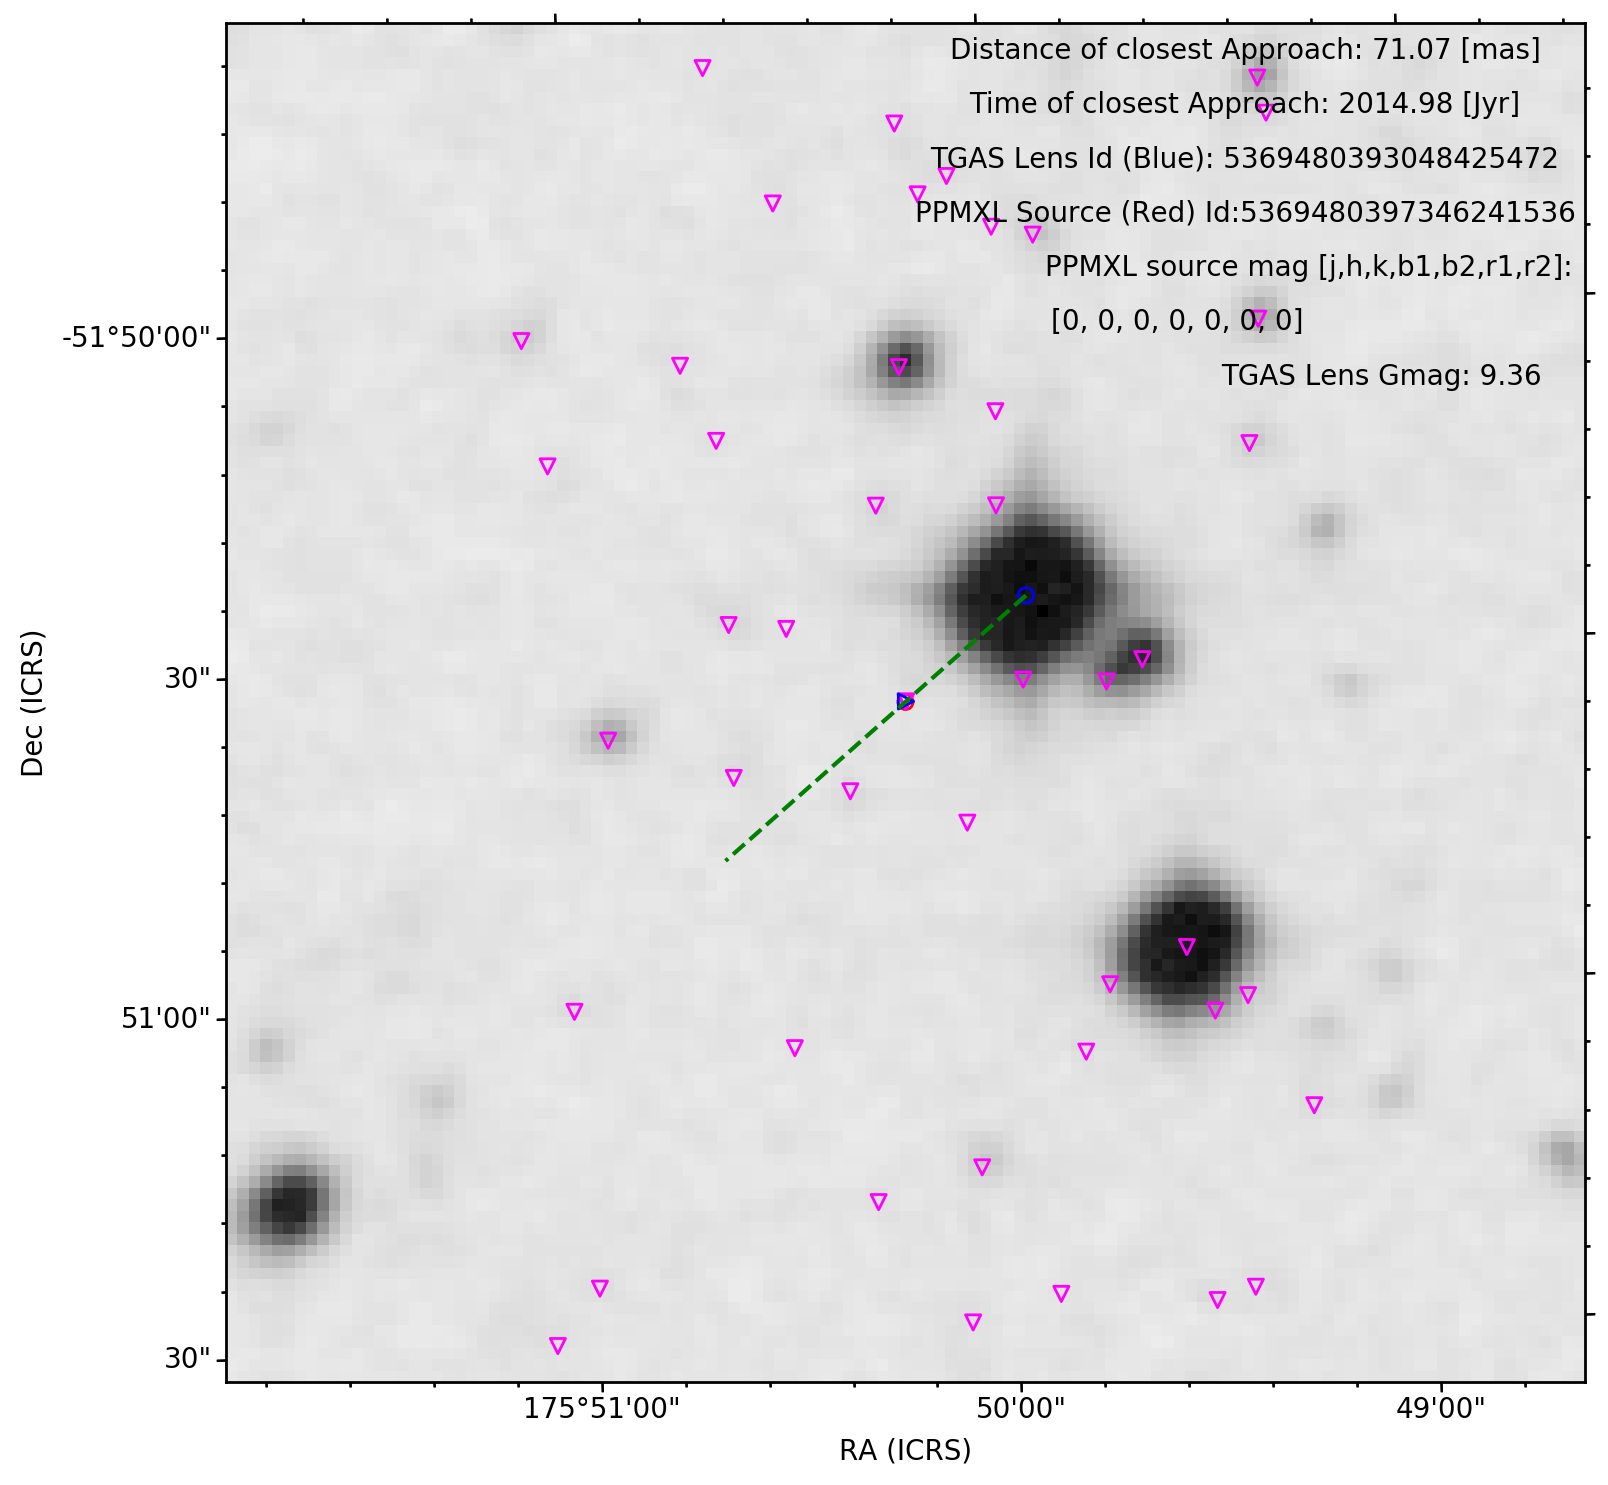 Distance of closest Approach: 71.07 [mas]
Time of closest Approach: 2014.98 [Jyr]
TGAS Lens Id (Blue): 5369480393048425472
PPMXL Source (Red) Id:5369480397346241536
PPMXL source mag [j,h,k,b1,b2,r1,r2]:
[0, 0, 0, 0, 0, 0, 0]
TGAS Lens Gmag: 9.36
-51°50'00"
30"
51'00"
30"
Dec (ICRS)
175°51'00"
50'00"
49'00"
RA (ICRS)